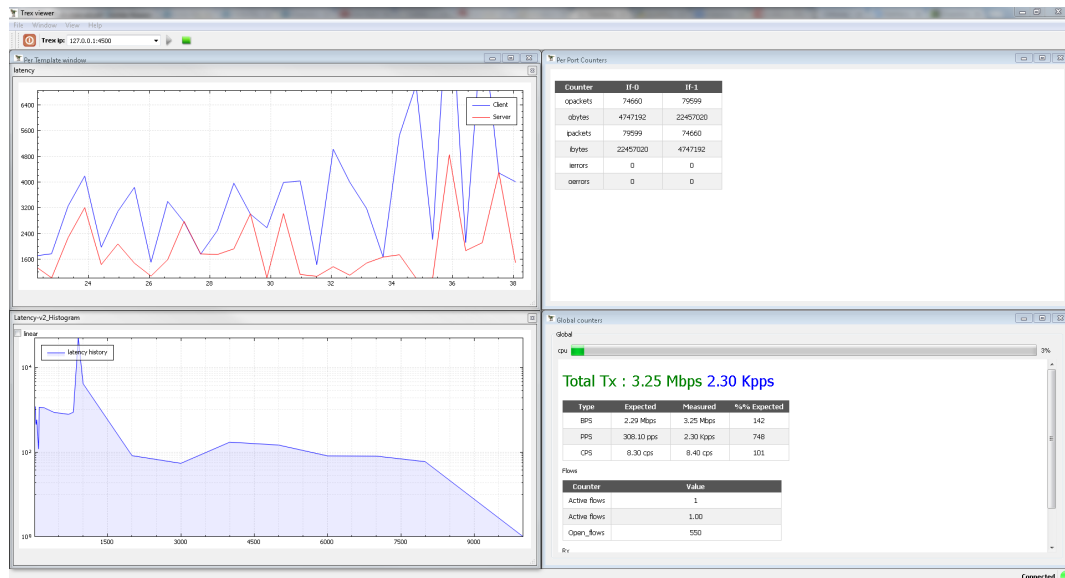 Trex viewer
File Window View Help
Trex ip: 127.0.0.1:4500
Per Template window
latency
6400
5600
4800
4000
3200
2400
1600
24 26 28 30 32 34 36 38
Client
Server
Latency-v2_Histogram
linear
latency history
10⁴
10²
10⁰
1500 3000 4500 6000 7500 9000
Per Port Counters
Counter If-0 If-1
opackets 74660 79599
obytes 4747192 22457020
ipackets 79599 74660
ibytes 22457020 4747192
ierrors 0 0
oerrors 0 0
Global counters
Global
cpu 3%
Total Tx : 3.25 Mbps 2.30 Kpps
Type Expected Measured %% Expected
BPS 2.29 Mbps 3.25 Mbps 142
PPS 308.10 pps 2.30 Kpps 748
CPS 8.30 cps 8.40 cps 101
Flows
Counter Value
Active flows 1
Active flows 1.00
Open_flows 550
Rx
Connected